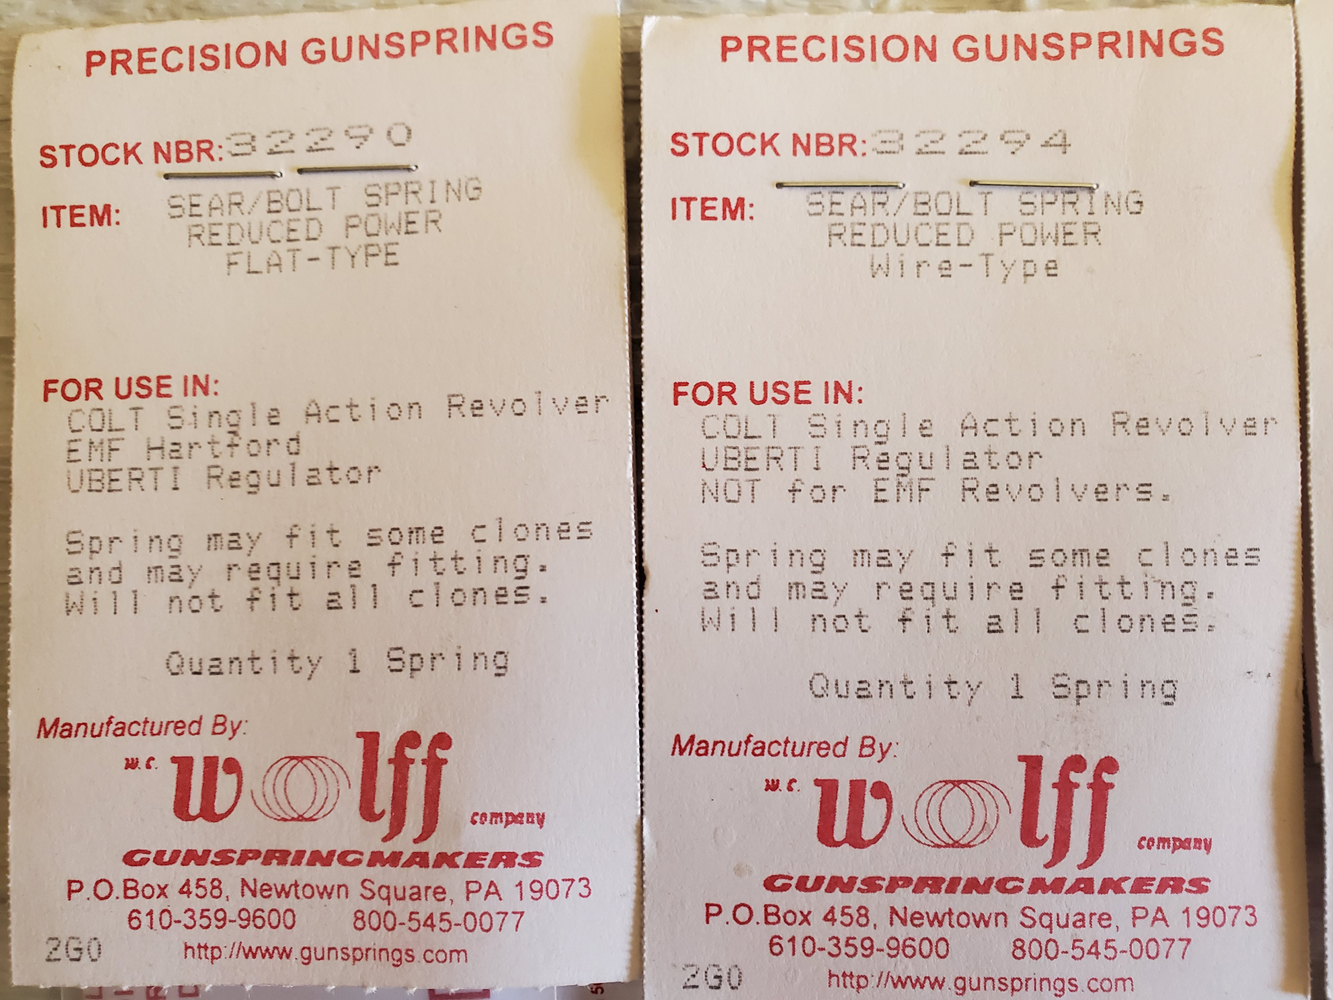 PRECISION GUNSPRINGS
STOCK NBR: 32290
ITEM: SEAR/BOLT SPRING
REDUCED POWER
FLAT-TYPE
FOR USE IN:
COLT Single Action Revolver
EMF Hartford
UBERTI Regulator
Spring may fit some clones
and may require fitting.
Will not fit all clones.
Quantity 1 Spring
Manufactured By:
W.C. Wolff company
GUNSPRINGMAKERS
P.O.Box 458, Newtown Square, PA 19073
610-359-9600 800-545-0077
2G0 http://www.gunsprings.com
PRECISION GUNSPRINGS
STOCK NBR: 32294
ITEM: SEAR/BOLT SPRING
REDUCED POWER
Wire-Type
FOR USE IN:
COLT Single Action Revolver
UBERTI Regulator
NOT for EMF Revolvers.
Spring may fit some clones
and may require fitting.
Will not fit all clones.
Quantity 1 Spring
Manufactured By:
W.C. Wolff company
GUNSPRINGMAKERS
P.O.Box 458, Newtown Square, PA 19073
610-359-9600 800-545-0077
2G0 http://www.gunsprings.com